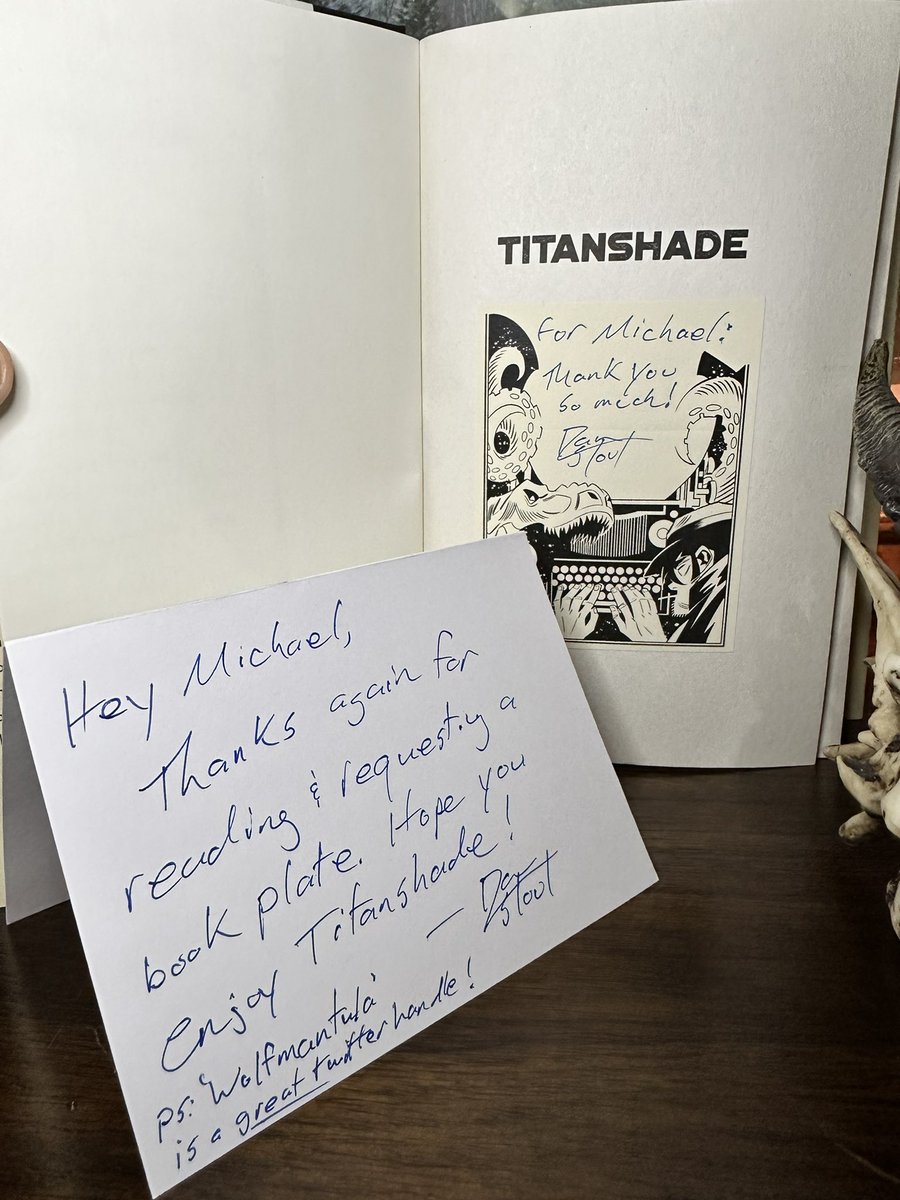 TITANSHADE
For Michael:
Thank you
so much!
Dan
Stout
Hey Michael,
Thanks again for
reading & requesting a
book plate. Hope you
enjoy Titanshade!
— Dan
Stout
ps: 'Wolfmantula'
is a great twitter handle!